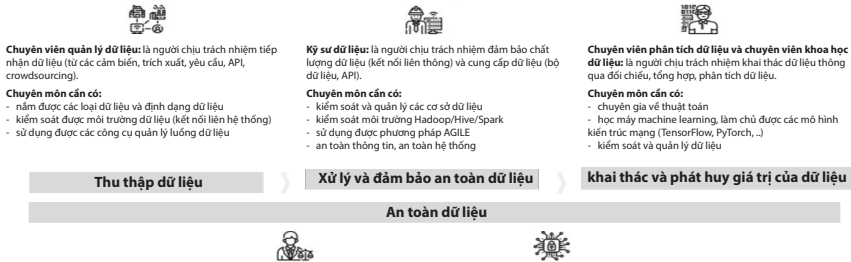 Chuyên viên quản lý dữ liệu: là người chịu trách nhiệm tiếp
nhận dữ liệu (từ các cảm biến, trích xuất, yêu cầu, API,
crowdsourcing).
Chuyên môn cần có:
- nắm được các loại dữ liệu và định dạng dữ liệu
- kiểm soát được môi trường dữ liệu (kết nối liên hệ thống)
- sử dụng được các công cụ quản lý luồng dữ liệu
Kỹ sư dữ liệu: là người chịu trách nhiệm đảm bảo chất
lượng dữ liệu (kết nối liên thông) và cung cấp dữ liệu (bộ
dữ liệu, API).
Chuyên môn cần có:
- kiểm soát và quản lý các cơ sở dữ liệu
- kiểm soát môi trường Hadoop/Hive/Spark
- sử dụng được phương pháp AGILE
- an toàn thông tin, an toàn hệ thống
Chuyên viên phân tích dữ liệu và chuyên viên khoa học
dữ liệu: là người chịu trách nhiệm khai thác dữ liệu thông
qua đối chiếu, tổng hợp, phân tích dữ liệu.
Chuyên môn cần có:
- chuyên gia về thuật toán
- học máy machine learning, làm chủ được các mô hình
kiến trúc mạng (TensorFlow, PyTorch, ..)
- kiểm soát và quản lý dữ liệu
Thu thập dữ liệu
Xử lý và đảm bảo an toàn dữ liệu
khai thác và phát huy giá trị của dữ liệu
An toàn dữ liệu